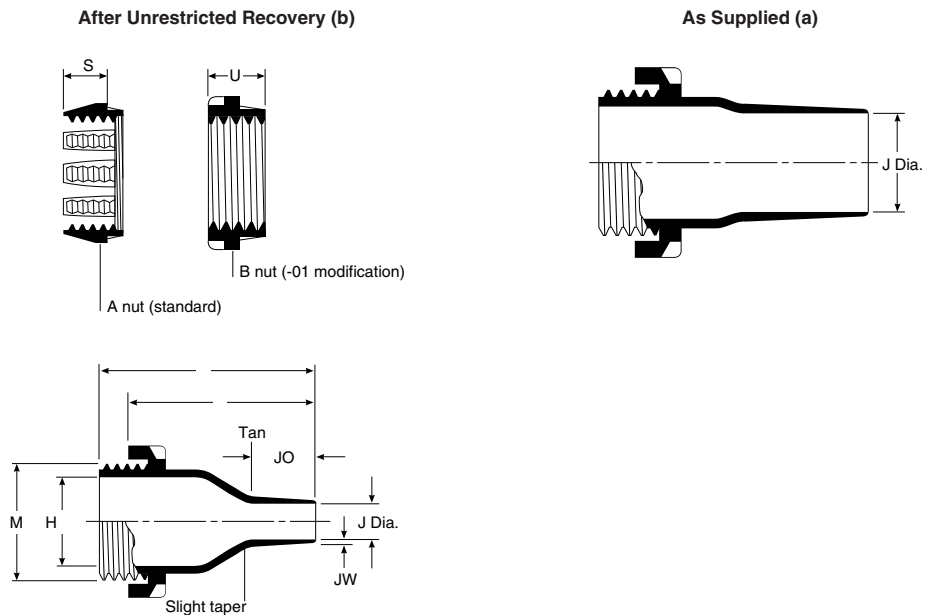 After Unrestricted Recovery (b)
As Supplied (a)
S
U
J Dia.
B nut (-01 modification)
A nut (standard)
Tan
JO
M
H
J Dia.
JW
Slight taper